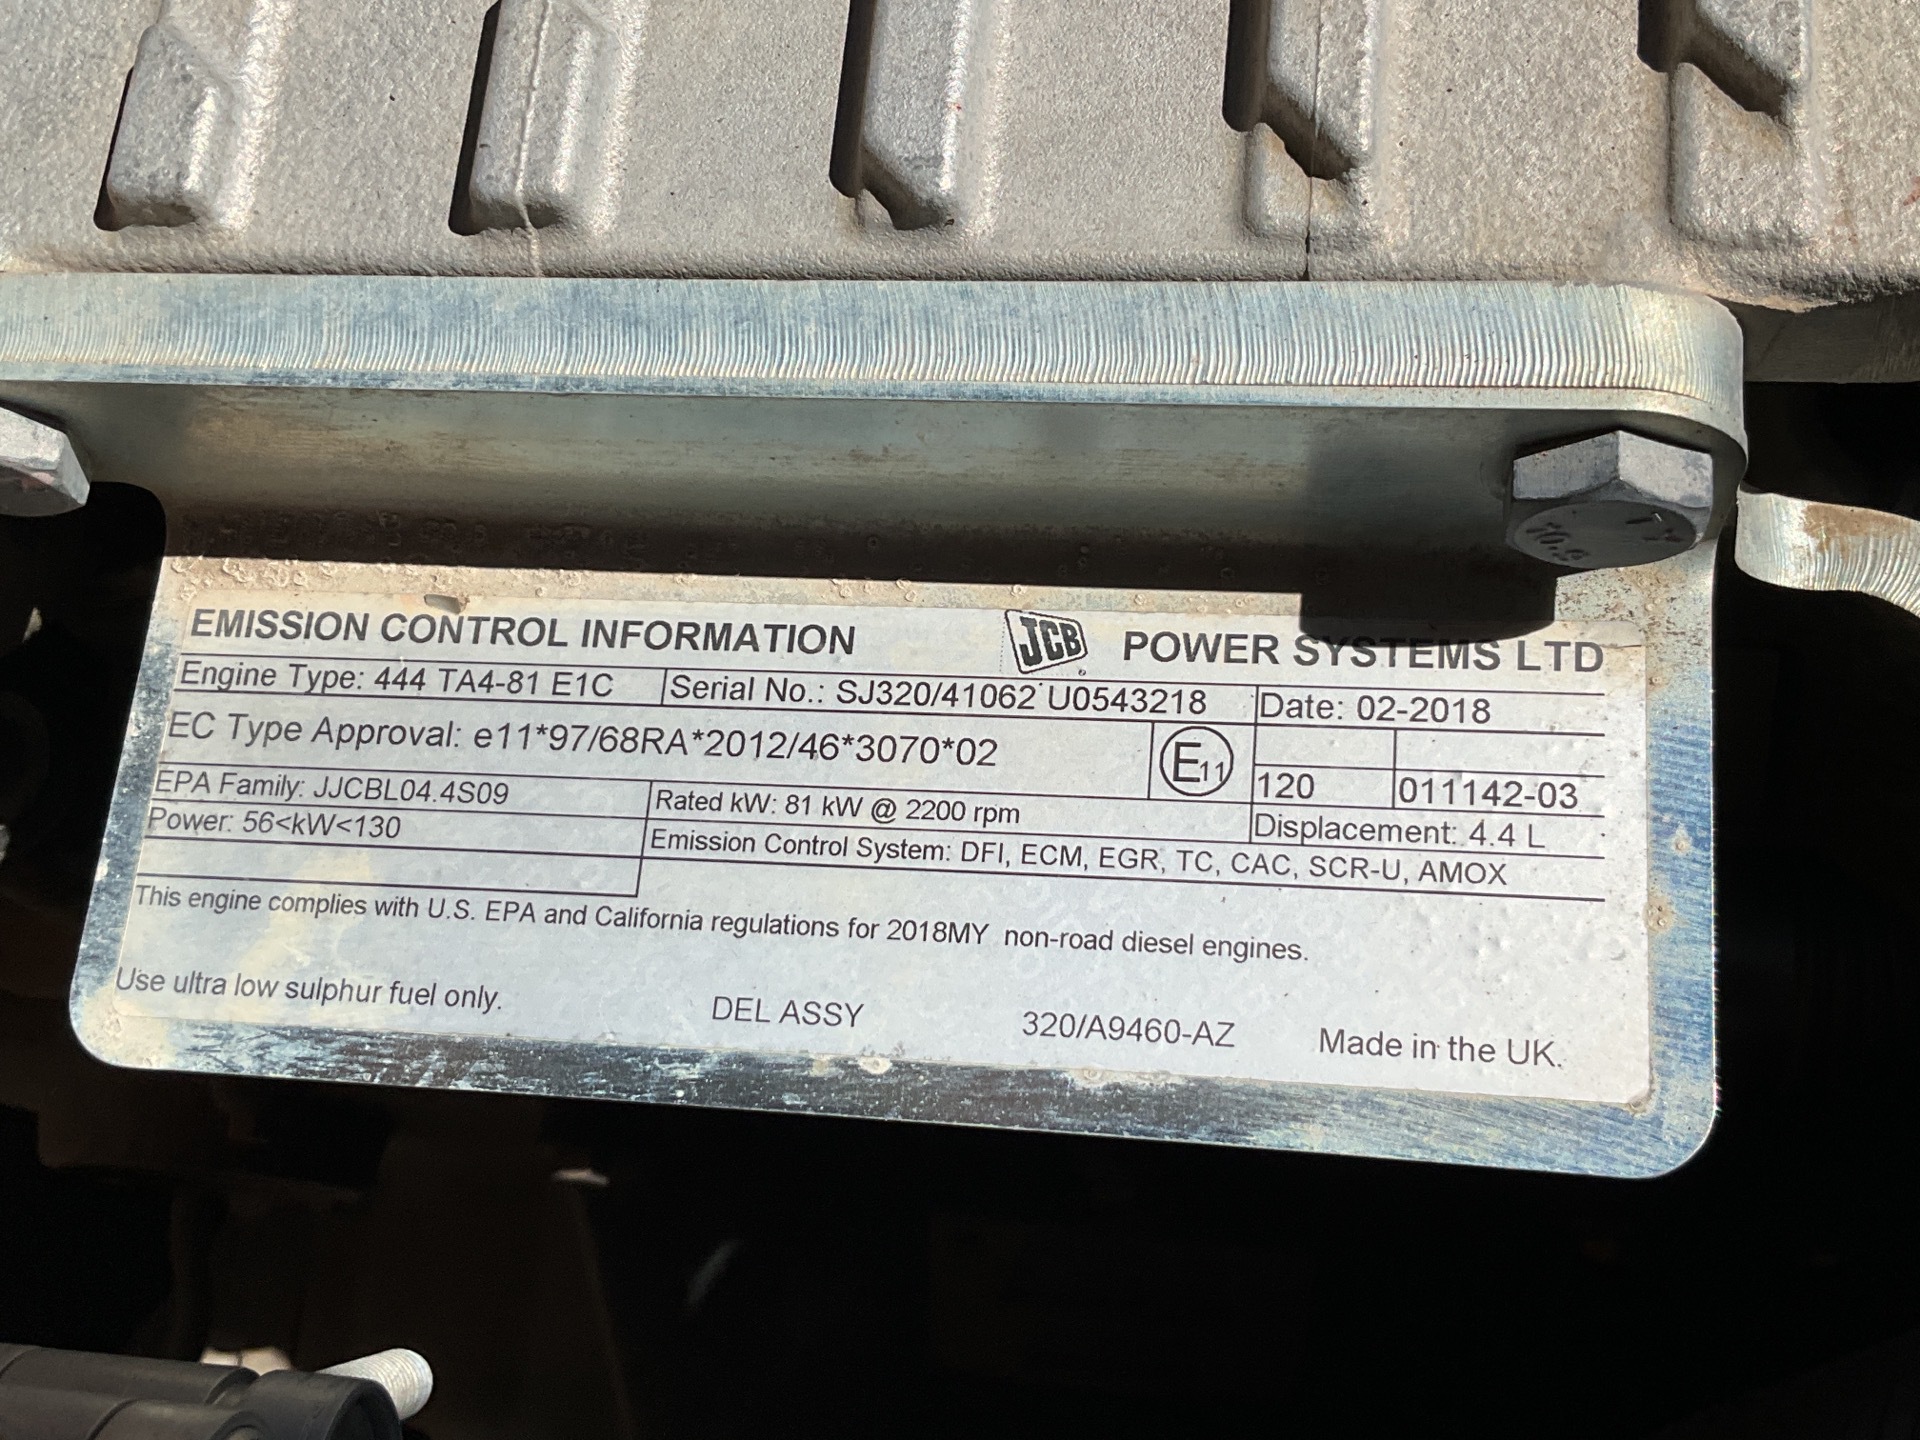 10.9
EMISSION CONTROL INFORMATION JCB POWER SYSTEMS LTD
Engine Type: 444 TA4-81 E1C Serial No.: SJ320/41062 U0543218 Date: 02-2018
EC Type Approval: e11*97/68RA*2012/46*3070*02 E11
EPA Family: JJCBL04.4S09 Rated kW: 81 kW @ 2200 rpm 120 011142-03
Power: 56<kW<130 Emission Control System: DFI, ECM, EGR, TC, CAC, SCR-U, AMOX Displacement: 4.4 L
This engine complies with U.S. EPA and California regulations for 2018MY non-road diesel engines.
Use ultra low sulphur fuel only. DEL ASSY 320/A9460-AZ Made in the UK.